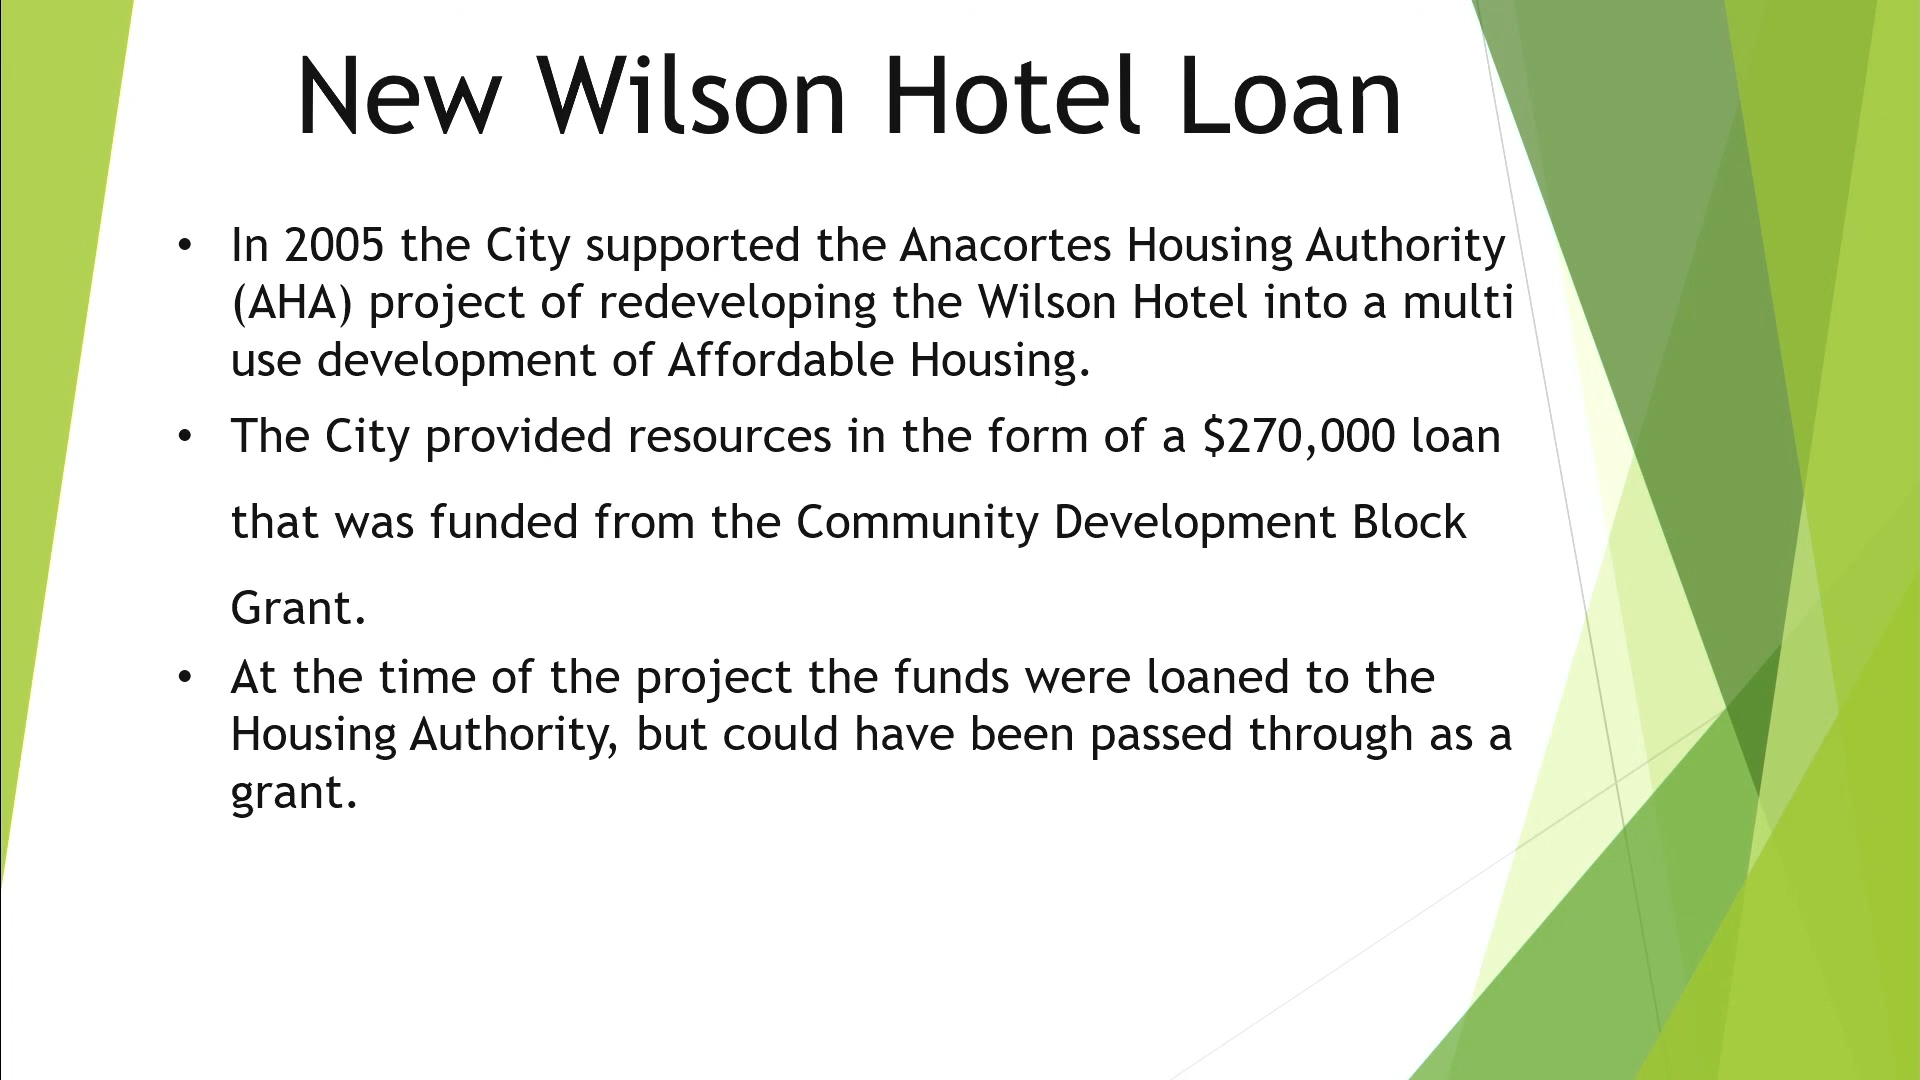 New Wilson Hotel Loan
• In 2005 the City supported the Anacortes Housing Authority
(AHA) project of redeveloping the Wilson Hotel into a multi
use development of Affordable Housing.
• The City provided resources in the form of a $270,000 loan
that was funded from the Community Development Block
Grant.
• At the time of the project the funds were loaned to the
Housing Authority, but could have been passed through as a
grant.